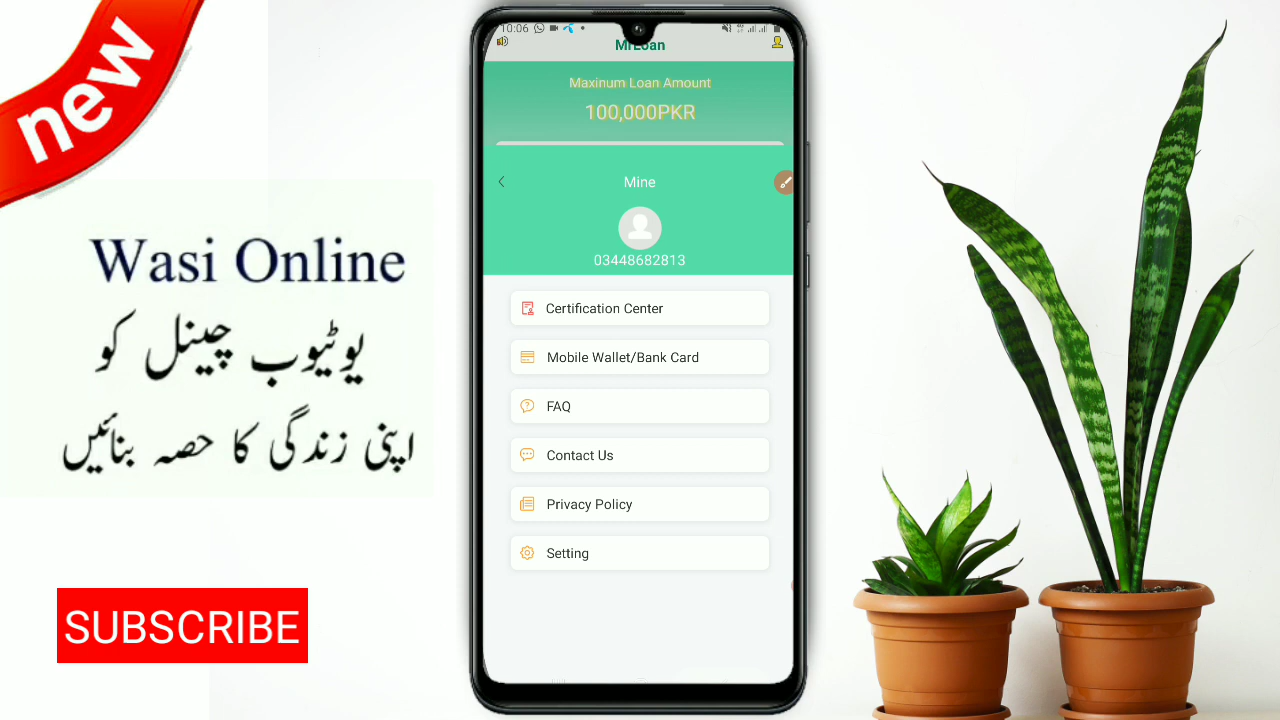 new
Wasi Online
یوٹیوب چینل کو
اپنی زندگی کا حصہ بنائیں
SUBSCRIBE
10:06
MrLoan
Maxinum Loan Amount
100,000PKR
Mine
03448682813
Certification Center
Mobile Wallet/Bank Card
FAQ
Contact Us
Privacy Policy
Setting